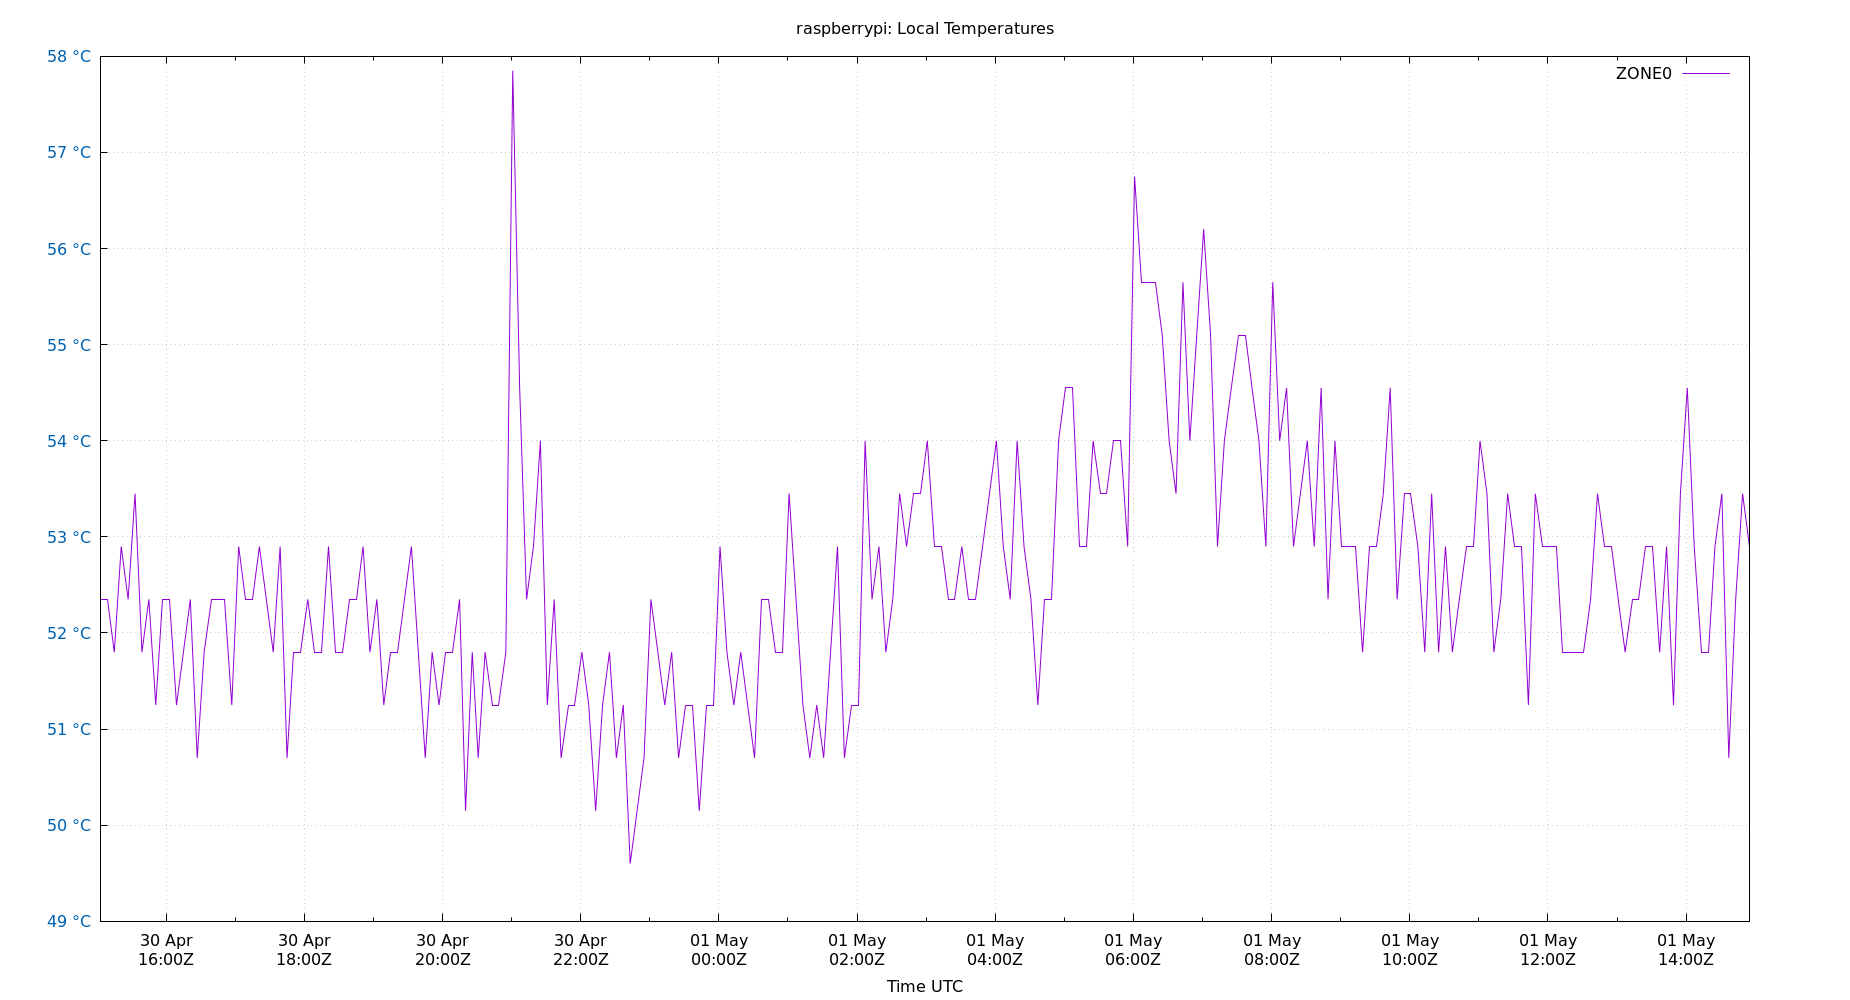 raspberrypi: Local Temperatures
ZONE0
58 °C
57 °C
56 °C
55 °C
54 °C
53 °C
52 °C
51 °C
50 °C
49 °C
30 Apr 30 Apr 30 Apr 30 Apr 01 May 01 May 01 May 01 May 01 May 01 May 01 May 01 May
16:00Z 18:00Z 20:00Z 22:00Z 00:00Z 02:00Z 04:00Z 06:00Z 08:00Z 10:00Z 12:00Z 14:00Z
Time UTC